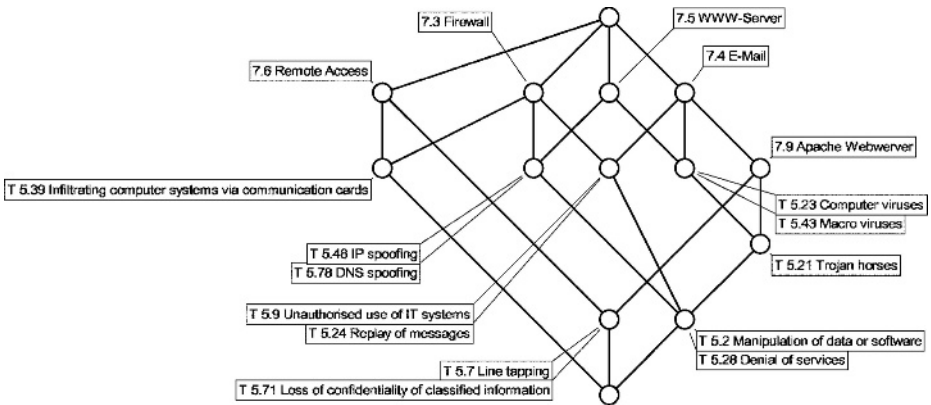 7.3 Firewall
7.5 WWW-Server
7.4 E-Mail
7.6 Remote Access
7.9 Apache Webwerver
T 5.39 Infiltrating computer systems via communication cards
T 5.23 Computer viruses
T 5.43 Macro viruses
T 5.48 IP spoofing
T 5.78 DNS spoofing
T 5.21 Trojan horses
T 5.9 Unauthorised use of IT systems
T 5.24 Replay of messages
T 5.2 Manipulation of data or software
T 5.28 Denial of services
T 5.7 Line tapping
T 5.71 Loss of confidentiality of classified information